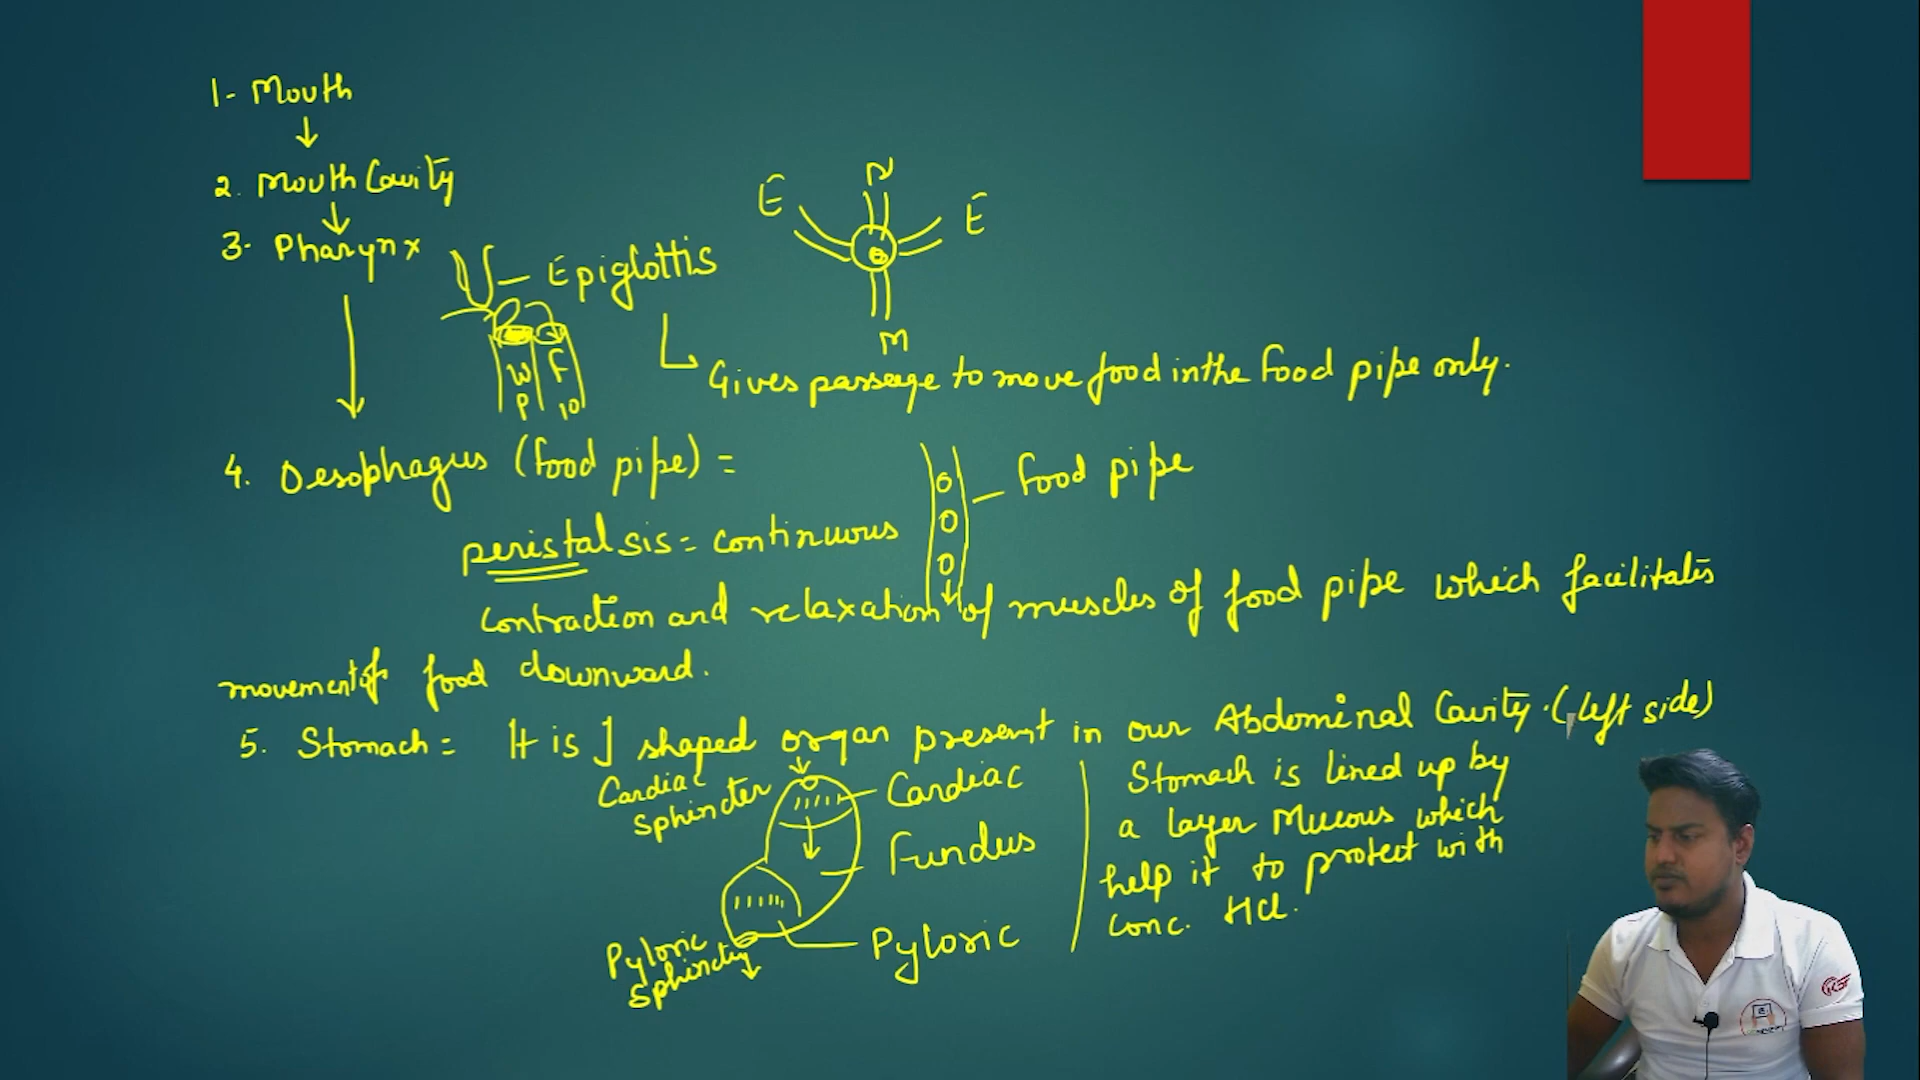 1- Mouth
↓
2. Mouth Cavity
↓
3- Pharynx
Epiglottis
E
N
E
M
W F
P 10
Gives passage to move food in the food pipe only.
4. Oesophagus (food pipe) =
food pipe
peristalsis = continuous
contraction and relaxation of muscles of food pipe which facilitates
movement of food downward.
5. Stomach = It is J shaped organ present in our Abdominal Cavity. (left side)
Cardiac
Sphincter
Cardiac
Fundus
Pyloric
Pyloric
Sphincter
Stomach is lined up by
a layer Mucous which
help it to protect with
conc. HCl.